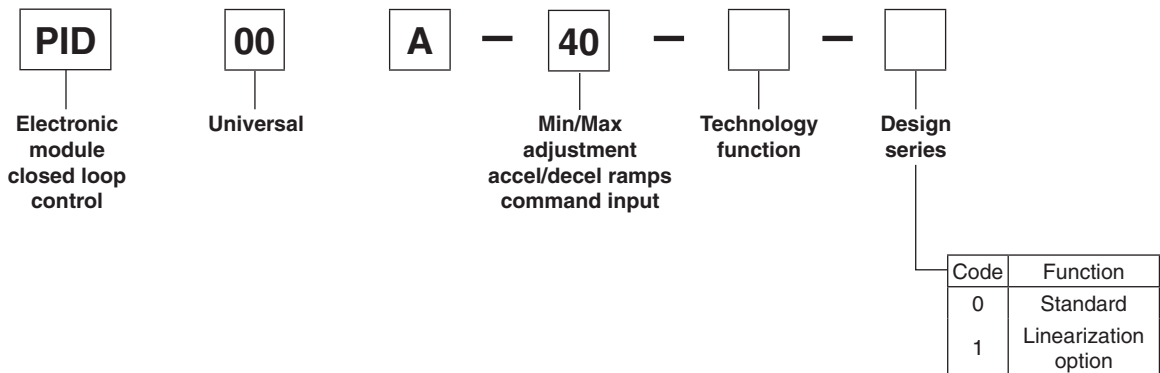 PID 00 A – 40 – –
Electronic
module
closed loop
control
Universal
Min/Max
adjustment
accel/decel ramps
command input
Technology
function
Design
series
Code Function
0 Standard
1 Linearization
option